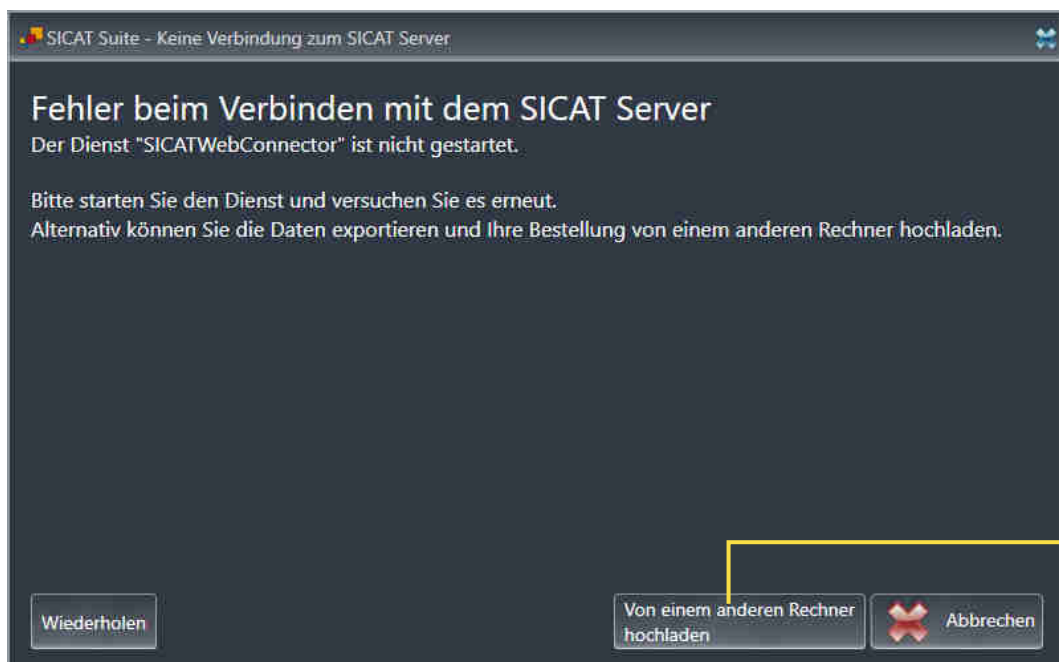 SICAT Suite - Keine Verbindung zum SICAT Server
Fehler beim Verbinden mit dem SICAT Server
Der Dienst "SICATWebConnector" ist nicht gestartet.
Bitte starten Sie den Dienst und versuchen Sie es erneut.
Alternativ können Sie die Daten exportieren und Ihre Bestellung von einem anderen Rechner hochladen.
Wiederholen
Von einem anderen Rechner
hochladen
Abbrechen